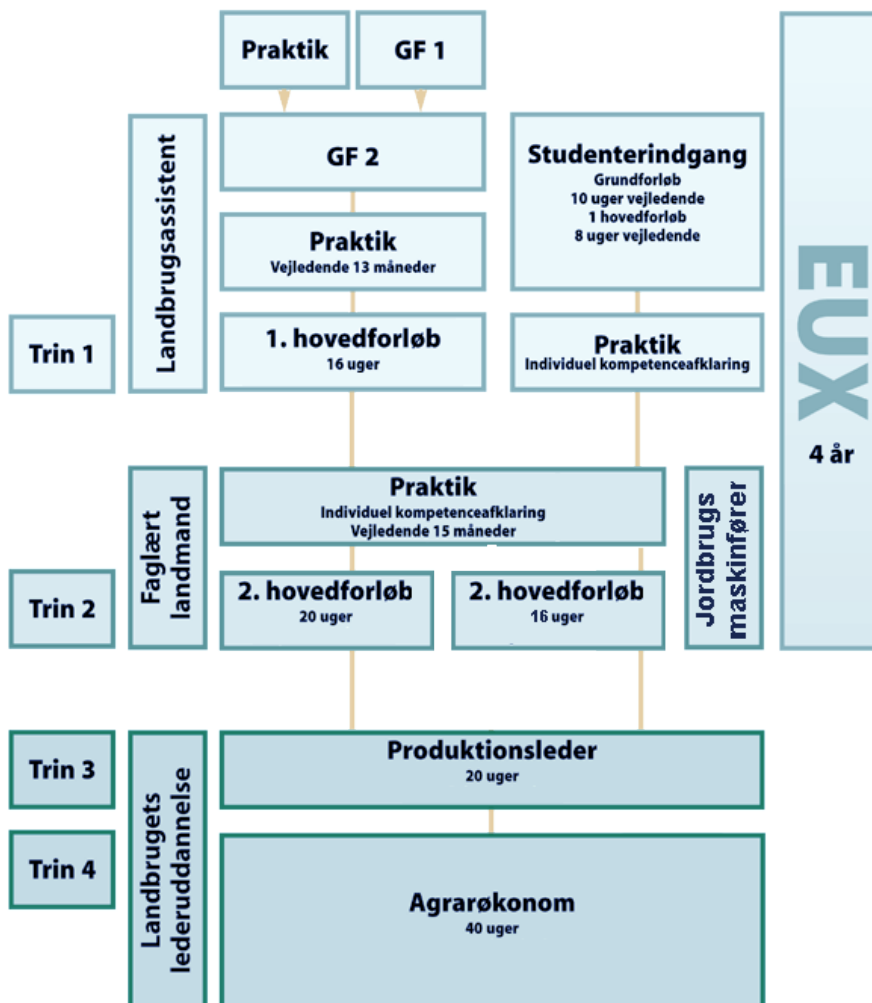 Praktik
GF 1
GF 2
Studenterindgang
Grundforløb
10 uger vejledende
1 hovedforløb
8 uger vejledende
Praktik
Vejledende 13 måneder
Landbrugsassistent
Trin 1
1. hovedforløb
16 uger
Praktik
Individuel kompetenceafklaring
EUX
4 år
Faglært
landmand
Praktik
Individuel kompetenceafklaring
Vejledende 15 måneder
Jordbrugs
maskinfører
Trin 2
2. hovedforløb
20 uger
2. hovedforløb
16 uger
Trin 3
Landbrugets
lederuddannelse
Produktionsleder
20 uger
Trin 4
Agrarøkonom
40 uger